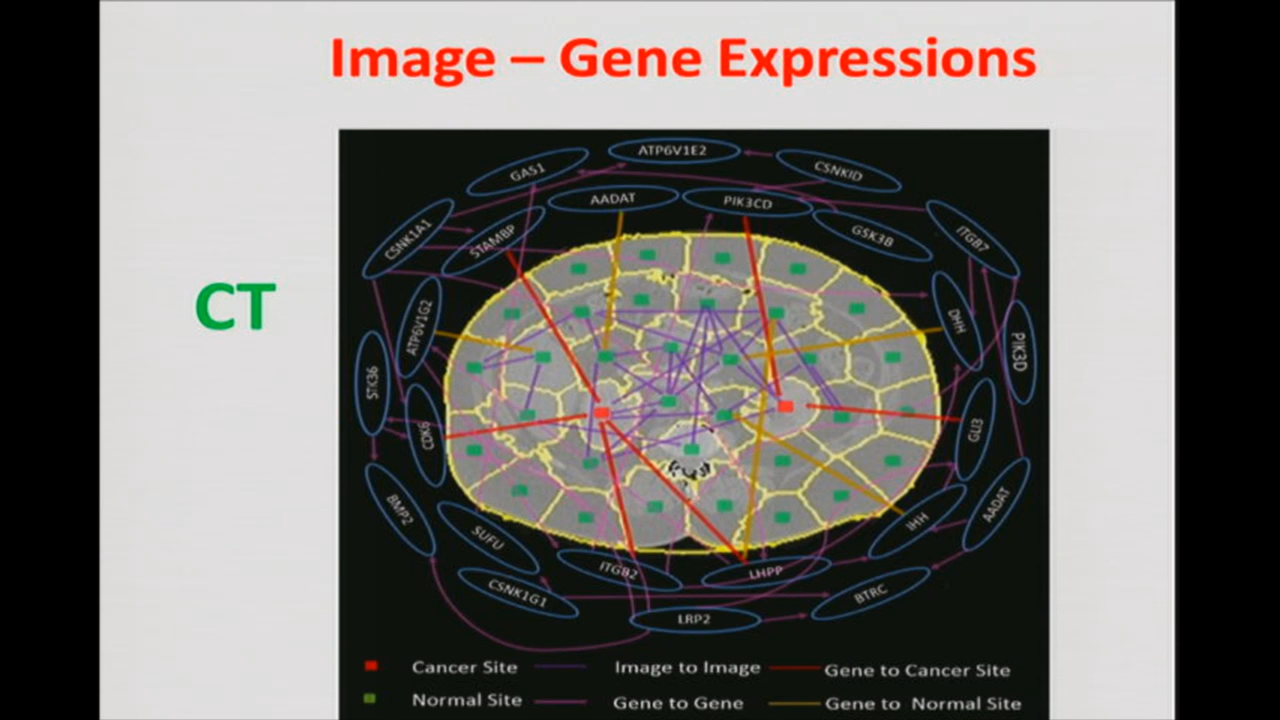 Image – Gene Expressions
CT
ATP6V1E2
GAS1
CSNKID
AADAT
PIK3CD
CSNK1A1
STAMBP
GSK3B
ITGB7
ATP6V1G2
DHH
PIK3D
STK36
CDK6
GLI3
BMP2
SUFU
IHH
AADAT
ITGB2
LHPP
CSNK1G1
BTRC
LRP2
Cancer Site
Image to Image
Gene to Cancer Site
Normal Site
Gene to Gene
Gene to Normal Site